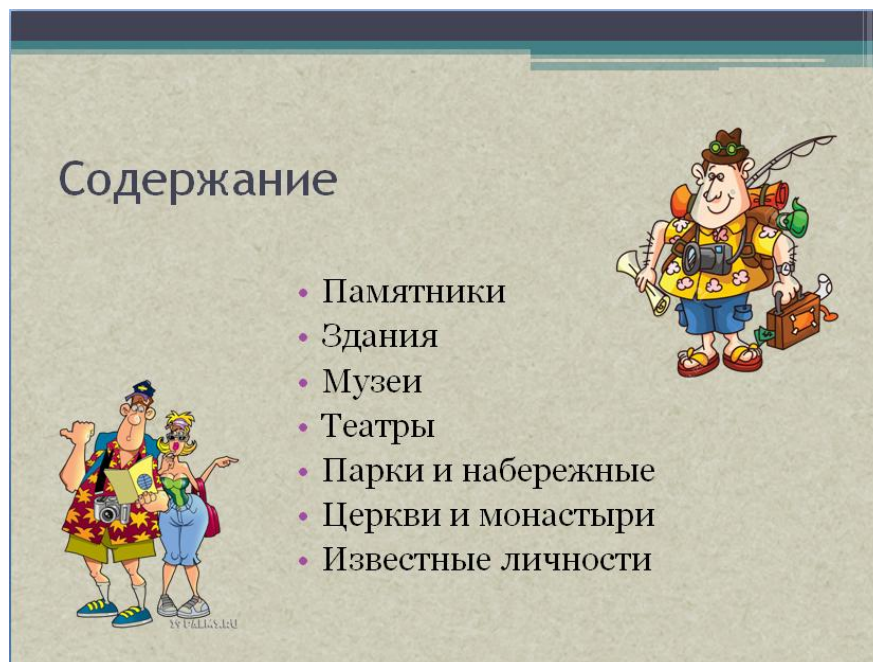 Содержание
• Памятники
• Здания
• Музеи
• Театры
• Парки и набережные
• Церкви и монастыри
• Известные личности